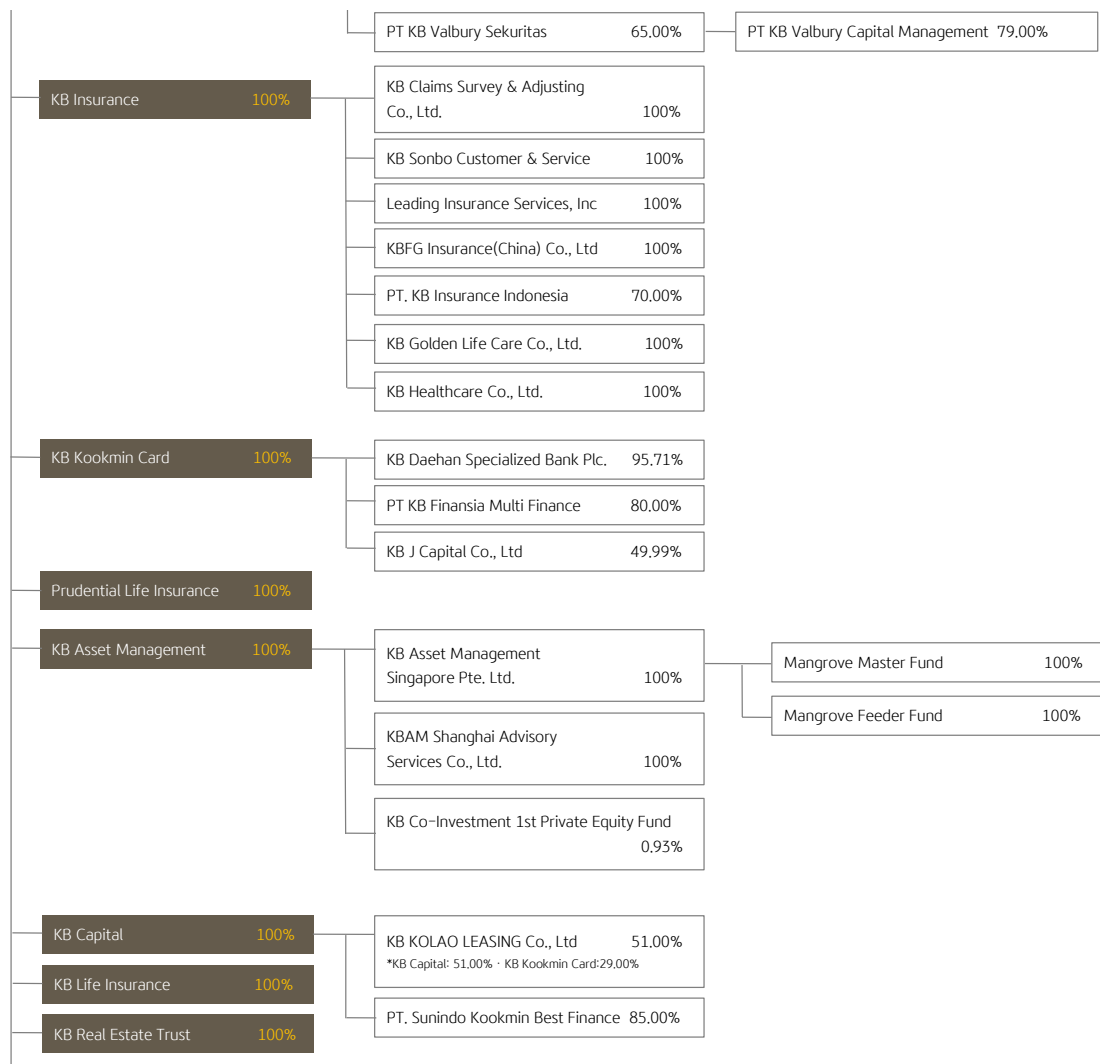 PT KB Valbury Sekuritas 65.00%
PT KB Valbury Capital Management 79.00%
KB Insurance 100%
KB Claims Survey & Adjusting
Co., Ltd. 100%
KB Sonbo Customer & Service 100%
Leading Insurance Services, Inc 100%
KBFG Insurance(China) Co., Ltd 100%
PT. KB Insurance Indonesia 70.00%
KB Golden Life Care Co., Ltd. 100%
KB Healthcare Co., Ltd. 100%
KB Kookmin Card 100%
KB Daehan Specialized Bank Plc. 95.71%
PT KB Finansia Multi Finance 80.00%
KB J Capital Co., Ltd 49.99%
Prudential Life Insurance 100%
KB Asset Management 100%
KB Asset Management
Singapore Pte. Ltd. 100%
Mangrove Master Fund 100%
Mangrove Feeder Fund 100%
KBAM Shanghai Advisory
Services Co., Ltd. 100%
KB Co-Investment 1st Private Equity Fund
0.93%
KB Capital 100%
KB KOLAO LEASING Co., Ltd 51.00%
*KB Capital: 51.00% · KB Kookmin Card:29.00%
KB Life Insurance 100%
PT. Sunindo Kookmin Best Finance 85.00%
KB Real Estate Trust 100%